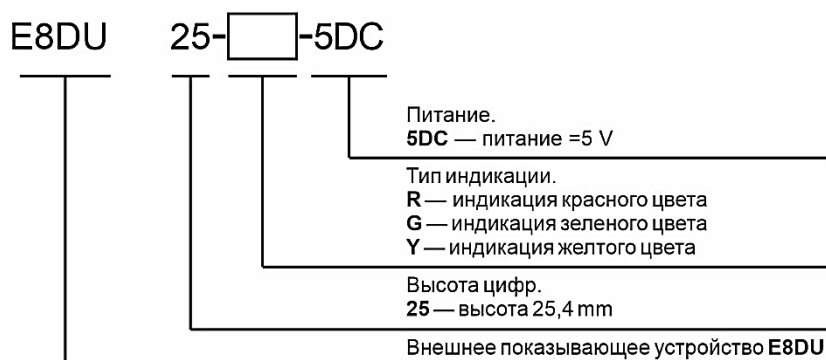 E8DU 25- -5DC
Питание.
5DC — питание =5 V
Тип индикации.
R — индикация красного цвета
G — индикация зеленого цвета
Y — индикация желтого цвета
Высота цифр.
25 — высота 25,4 mm
Внешнее показывающее устройство E8DU